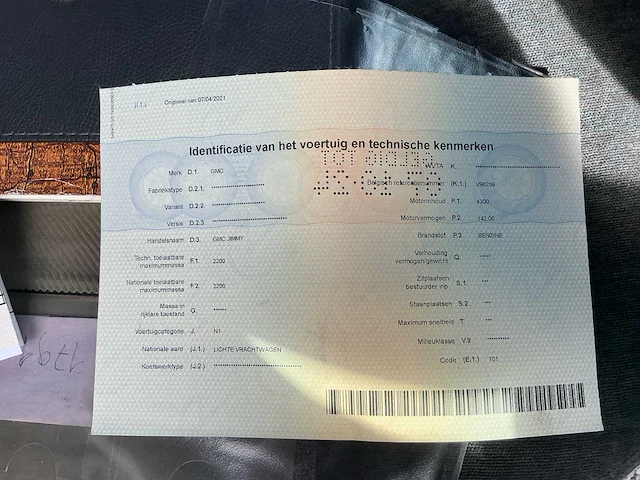 (I.1.) Origineel van 07/04/2021
Identificatie van het voertuig en technische kenmerken
Merk D.1. GMC
Fabriekstype D.2.1. ****************
Variant D.2.2. ****************
Versie D.2.3. **********************
Handelsnaam D.3. GMC JIMMY
Techn. toelaatbare maximummassa F.1. 2200
Nationale toelaatbare maximummassa F.2. 2200
Massa in rijklare toestand G. *****
Voertuigcategorie J. N1
Nationale aard (J.1.) LICHTE VRACHTWAGEN
Koetswerktype (J.2.) **************************
WVTA K. **************************
Belgisch referentienummer (K.1.) V96259
Motorinhoud P.1. 4300
Motorvermogen P.2. 142,00
Brandstof P.3. BENZINE
Verhouding vermogen/gewicht Q. *****
Zitplaatsen bestuurder inb. S.1. ***
Staanplaatsen S.2. ***
Maximum snelheid T. ***
Milieuklasse V.9. **********
Code (E.1.) 101
1791